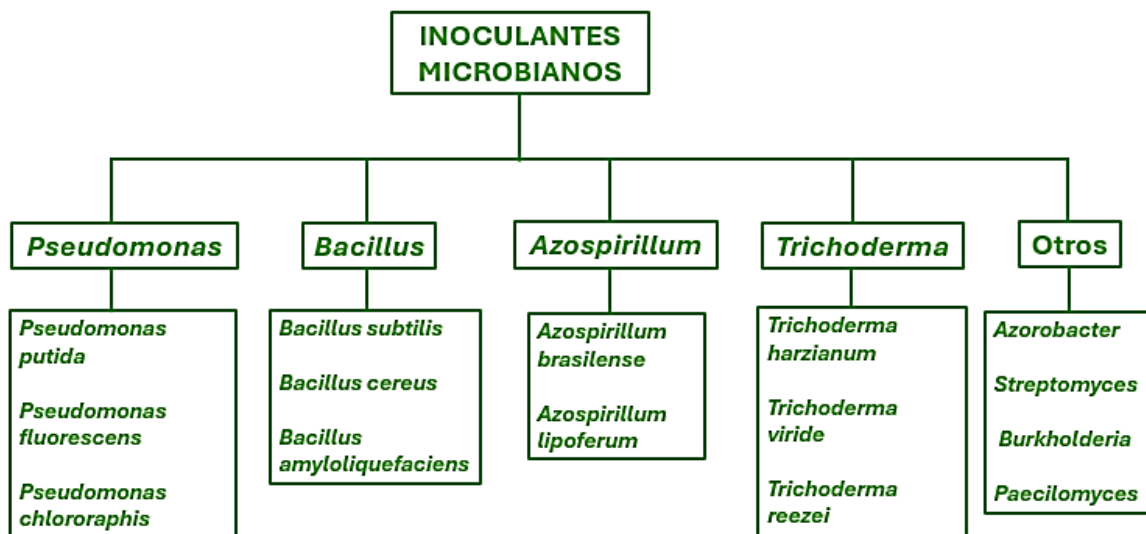 INOCULANTES
MICROBIANOS
Pseudomonas
Bacillus
Azospirillum
Trichoderma
Otros
Pseudomonas
putida
Pseudomonas
fluorescens
Pseudomonas
chlororaphis
Bacillus subtilis
Bacillus cereus
Bacillus
amyloliquefaciens
Azospirillum
brasilense
Azospirillum
lipoferum
Trichoderma
harzianum
Trichoderma
viride
Trichoderma
reezei
Azorobacter
Streptomyces
Burkholderia
Paecilomyces